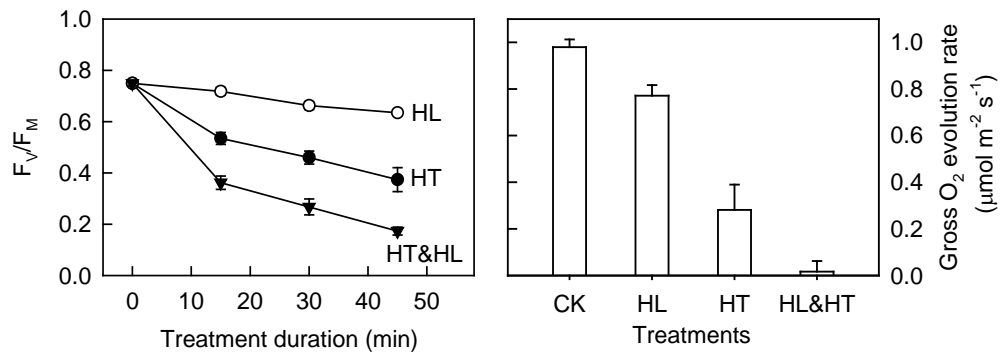 1.0
0.8
0.6
0.4
0.2
0.0
F_V/F_M
HL
HT
HT&HL
0 10 20 30 40 50
Treatment duration (min)
1.0
0.8
0.6
0.4
0.2
0.0
Gross O₂ evolution rate
(μmol m⁻² s⁻¹)
CK HL HT HL&HT
Treatments